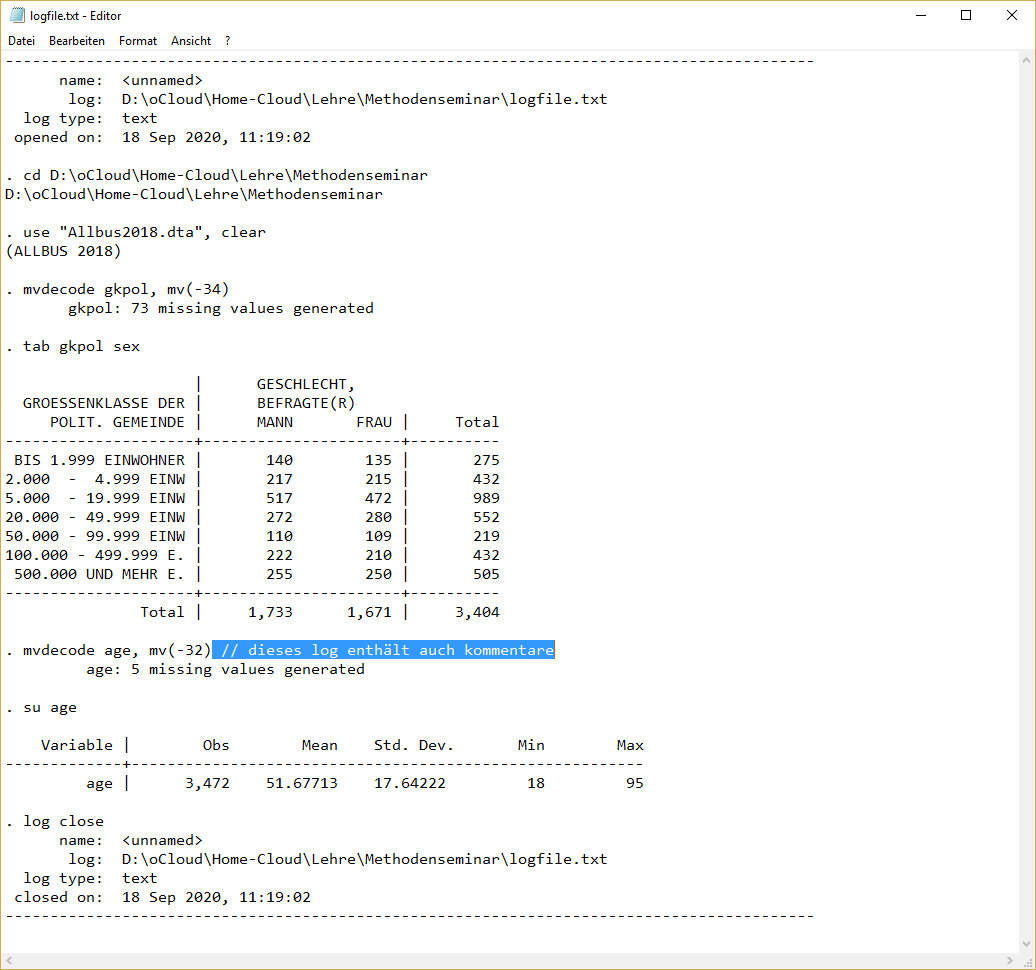 logfile.txt - Editor
Datei Bearbeiten Format Ansicht ?
-----------------------------------------------------------------------------------------
      name:  <unnamed>
       log:  D:\oCloud\Home-Cloud\Lehre\Methodenseminar\logfile.txt
  log type:  text
 opened on:  18 Sep 2020, 11:19:02

. cd D:\oCloud\Home-Cloud\Lehre\Methodenseminar
D:\oCloud\Home-Cloud\Lehre\Methodenseminar

. use "Allbus2018.dta", clear
(ALLBUS 2018)

. mvdecode gkpol, mv(-34)
       gkpol: 73 missing values generated

. tab gkpol sex

                     |      GESCHLECHT,
  GROESSENKLASSE DER |      BEFRAGTE(R)
     POLIT. GEMEINDE |      MANN       FRAU |     Total
---------------------+----------------------+----------
 BIS 1.999 EINWOHNER |       140        135 |       275
2.000  -  4.999 EINW |       217        215 |       432
5.000  - 19.999 EINW |       517        472 |       989
20.000 - 49.999 EINW |       272        280 |       552
50.000 - 99.999 EINW |       110        109 |       219
100.000 - 499.999 E. |       222        210 |       432
 500.000 UND MEHR E. |       255        250 |       505
---------------------+----------------------+----------
               Total |     1,733      1,671 |     3,404

. mvdecode age, mv(-32) // dieses log enthält auch kommentare
         age: 5 missing values generated

. su age

    Variable |        Obs        Mean    Std. Dev.       Min        Max
-------------+---------------------------------------------------------
         age |      3,472    51.67713    17.64222         18         95

. log close
      name:  <unnamed>
       log:  D:\oCloud\Home-Cloud\Lehre\Methodenseminar\logfile.txt
  log type:  text
 closed on:  18 Sep 2020, 11:19:02
-----------------------------------------------------------------------------------------